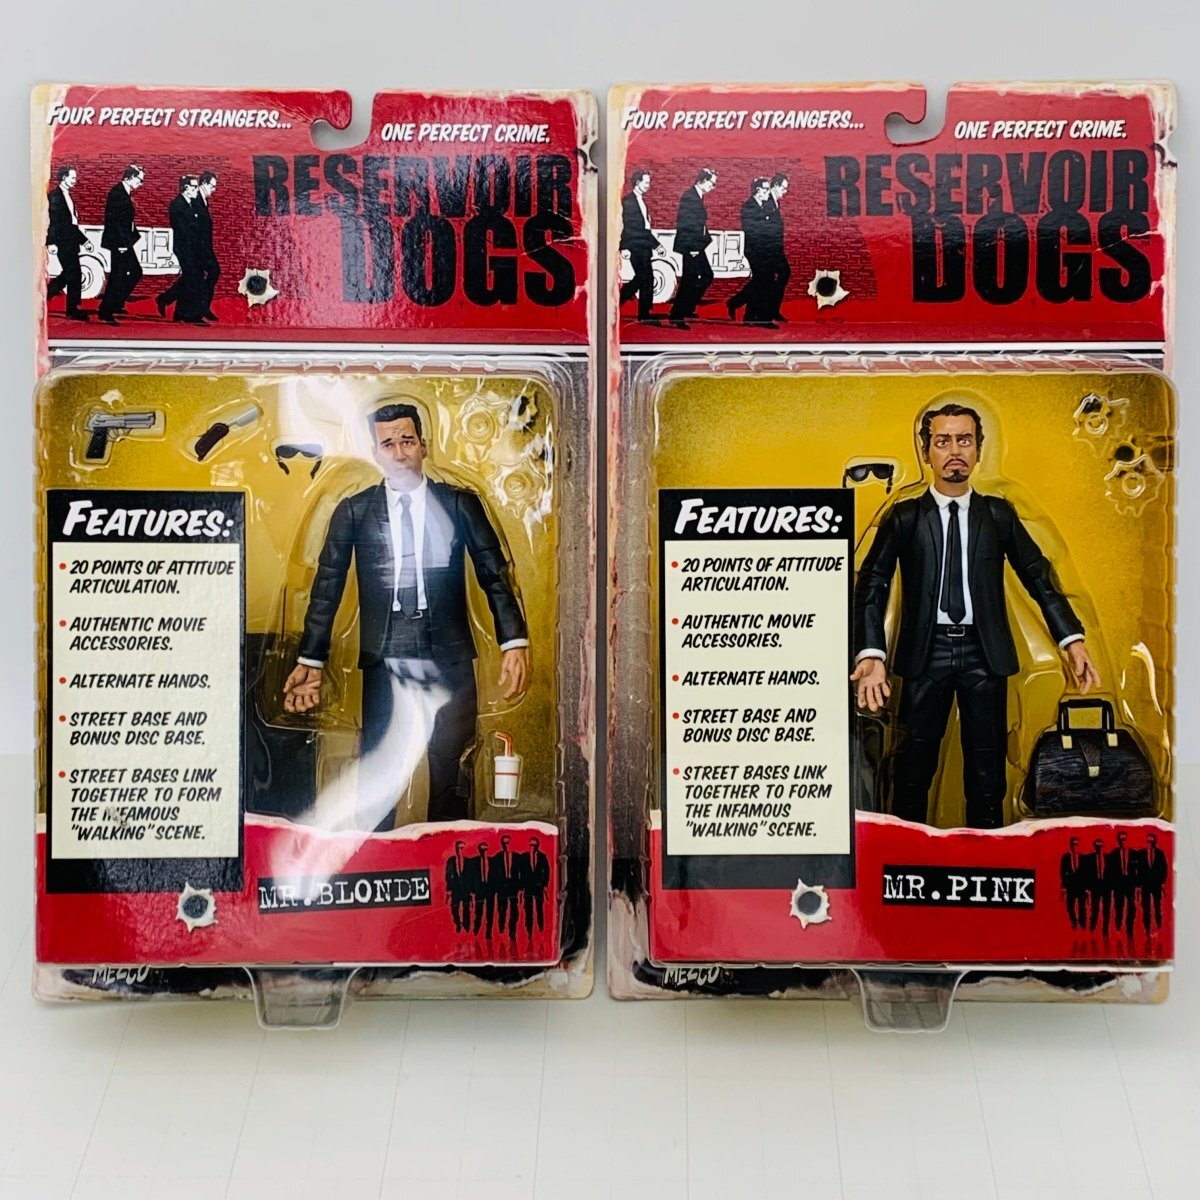 FOUR PERFECT STRANGERS...
ONE PERFECT CRIME.
RESERVOIR
DOGS
FEATURES:
• 20 POINTS OF ATTITUDE
ARTICULATION.
• AUTHENTIC MOVIE
ACCESSORIES.
• ALTERNATE HANDS.
• STREET BASE AND
BONUS DISC BASE.
• STREET BASES LINK
TOGETHER TO FORM
THE INFAMOUS
"WALKING" SCENE.
MR.BLONDE
MEZCO
FOUR PERFECT STRANGERS...
ONE PERFECT CRIME.
RESERVOIR
DOGS
FEATURES:
• 20 POINTS OF ATTITUDE
ARTICULATION.
• AUTHENTIC MOVIE
ACCESSORIES.
• ALTERNATE HANDS.
• STREET BASE AND
BONUS DISC BASE.
• STREET BASES LINK
TOGETHER TO FORM
THE INFAMOUS
"WALKING" SCENE.
MR.PINK
MEZCO